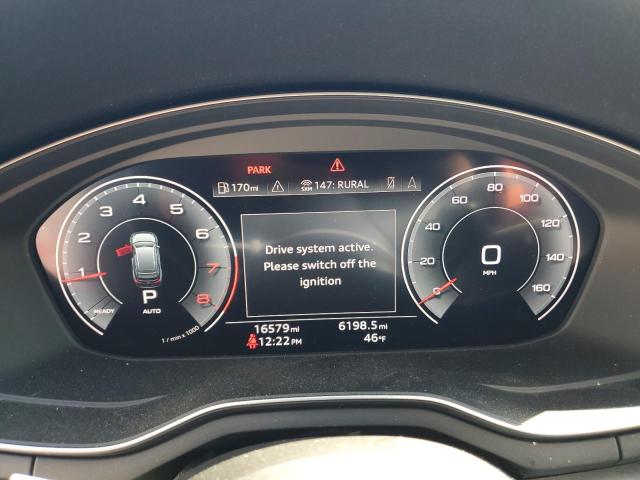 PARK
170mi
SXM 147: RURAL
1 2 3 4 5 6 7 8
READY
P
AUTO
1 / min x 1000
Drive system active.
Please switch off the
ignition
0 20 40 60 80 100 120 140 160
0
MPH
16579mi 6198.5mi
12:22PM 46°F